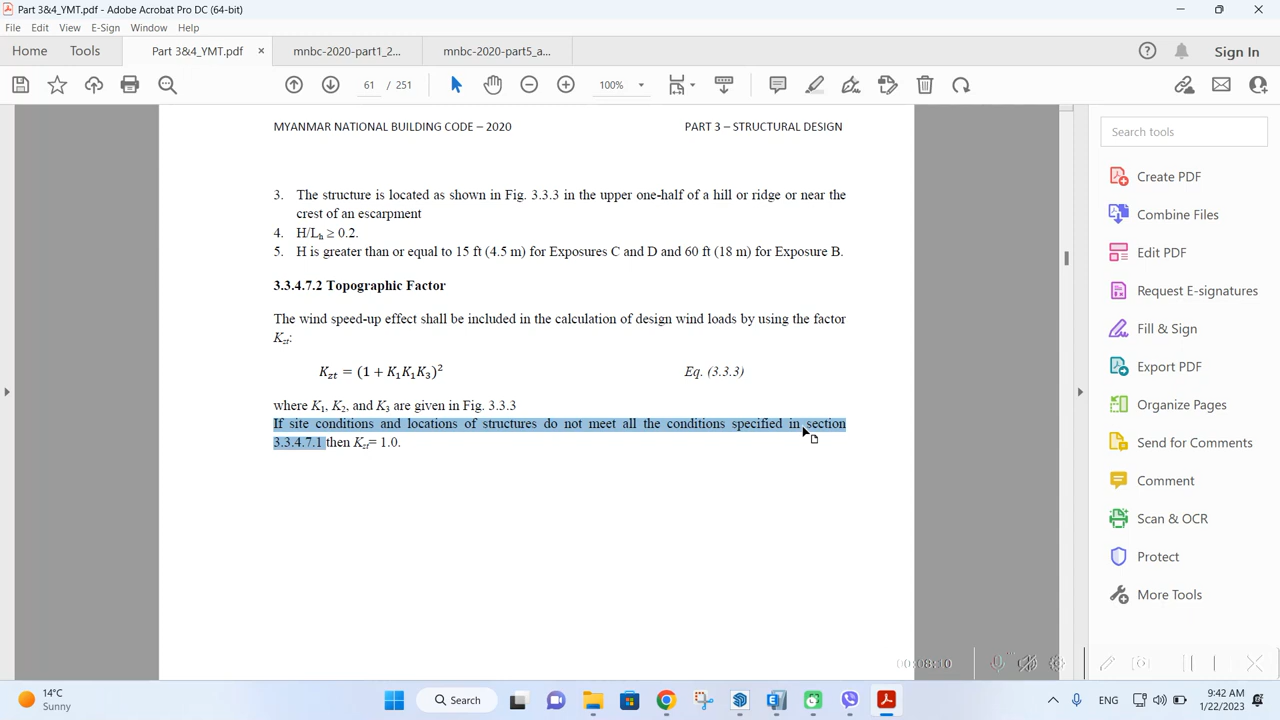 Part 3&4_YMT.pdf - Adobe Acrobat Pro DC (64-bit)
File Edit View E-Sign Window Help
Home Tools Part 3&4_YMT.pdf × mnbc-2020-part1_2... mnbc-2020-part5_a... Sign In
61 / 251 100%
MYANMAR NATIONAL BUILDING CODE – 2020 PART 3 – STRUCTURAL DESIGN
3. The structure is located as shown in Fig. 3.3.3 in the upper one-half of a hill or ridge or near the
crest of an escarpment
4. H/Lh ≥ 0.2.
5. H is greater than or equal to 15 ft (4.5 m) for Exposures C and D and 60 ft (18 m) for Exposure B.
3.3.4.7.2 Topographic Factor
The wind speed-up effect shall be included in the calculation of design wind loads by using the factor
Kzt:
Kzt = (1 + K1K1K3)2 Eq. (3.3.3)
where K1, K2, and K3 are given in Fig. 3.3.3
If site conditions and locations of structures do not meet all the conditions specified in section
3.3.4.7.1 then Kzt= 1.0.
Search tools
Create PDF
Combine Files
Edit PDF
Request E-signatures
Fill & Sign
Export PDF
Organize Pages
Send for Comments
Comment
Scan & OCR
Protect
More Tools
00:08:10
14°C
Sunny
Search
ENG
9:42 AM
1/22/2023